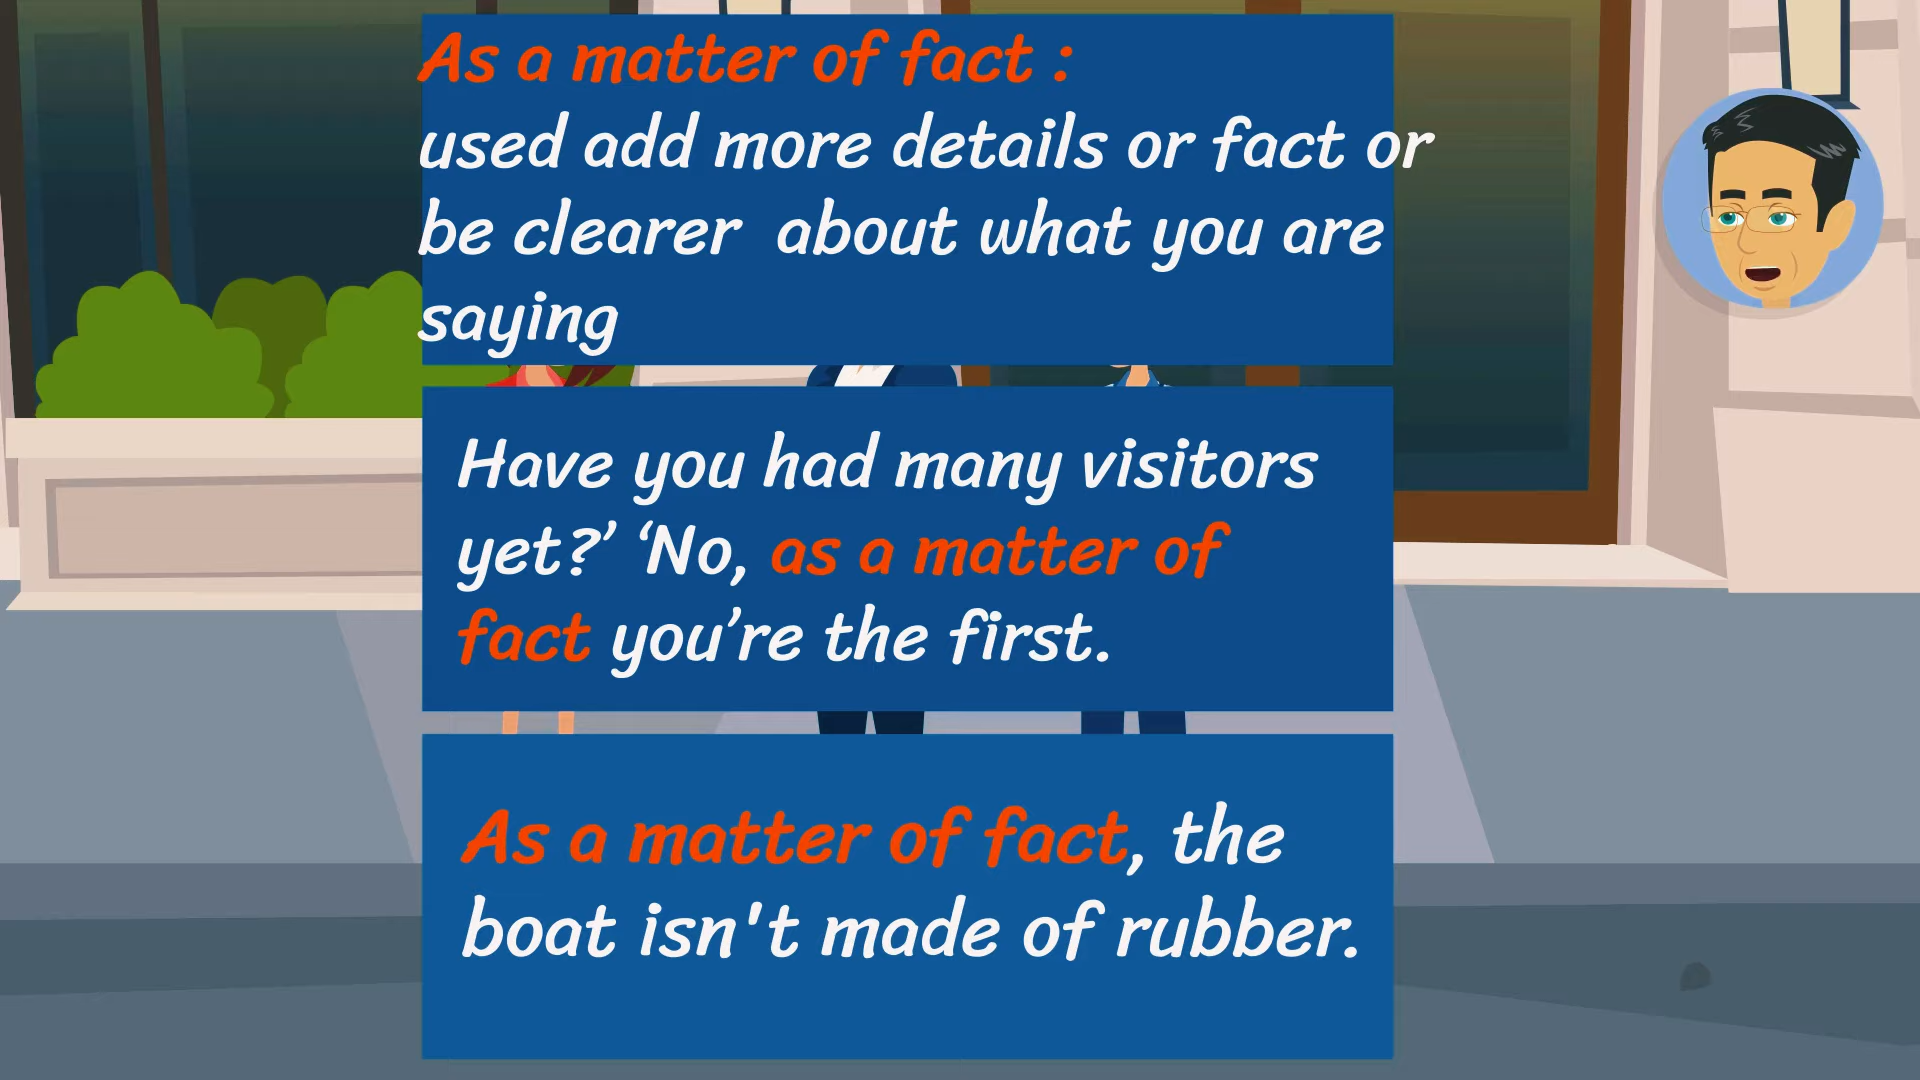 As a matter of fact :
used add more details or fact or
be clearer about what you are
saying
Have you had many visitors
yet?’ ‘No, as a matter of
fact you’re the first.
As a matter of fact, the
boat isn't made of rubber.